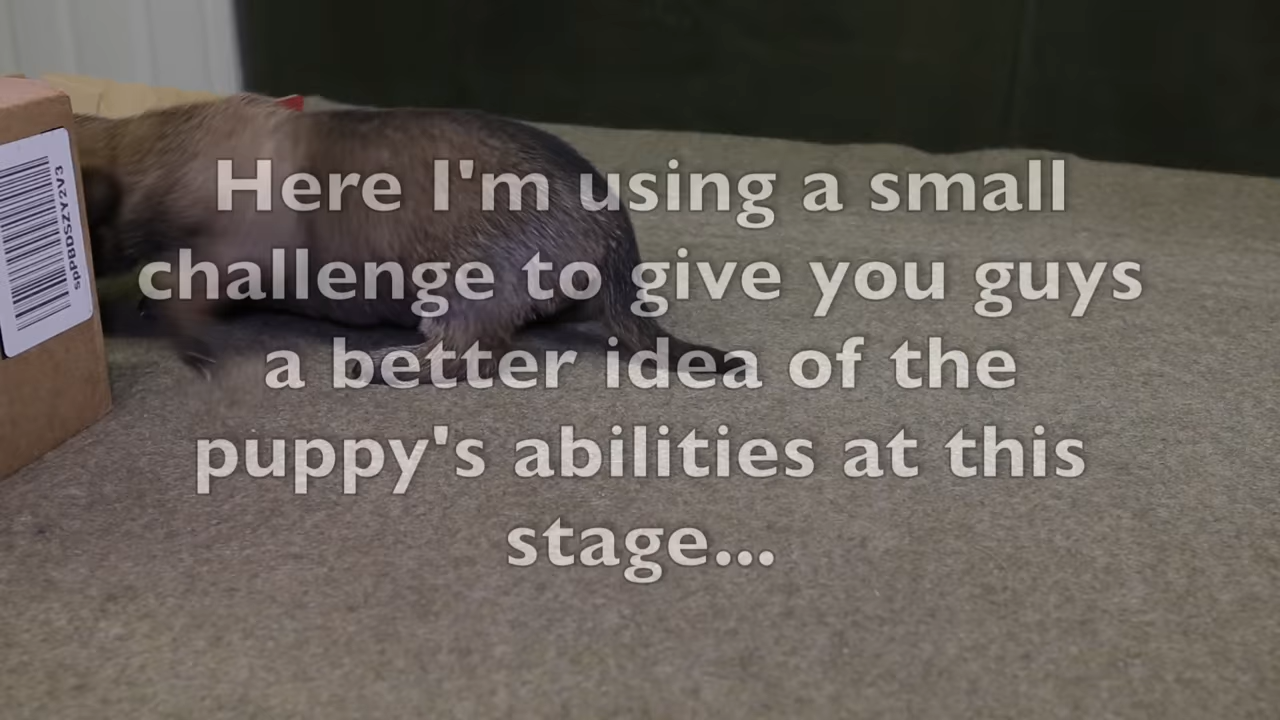 Here I'm using a small
challenge to give you guys
a better idea of the
puppy's abilities at this
stage...